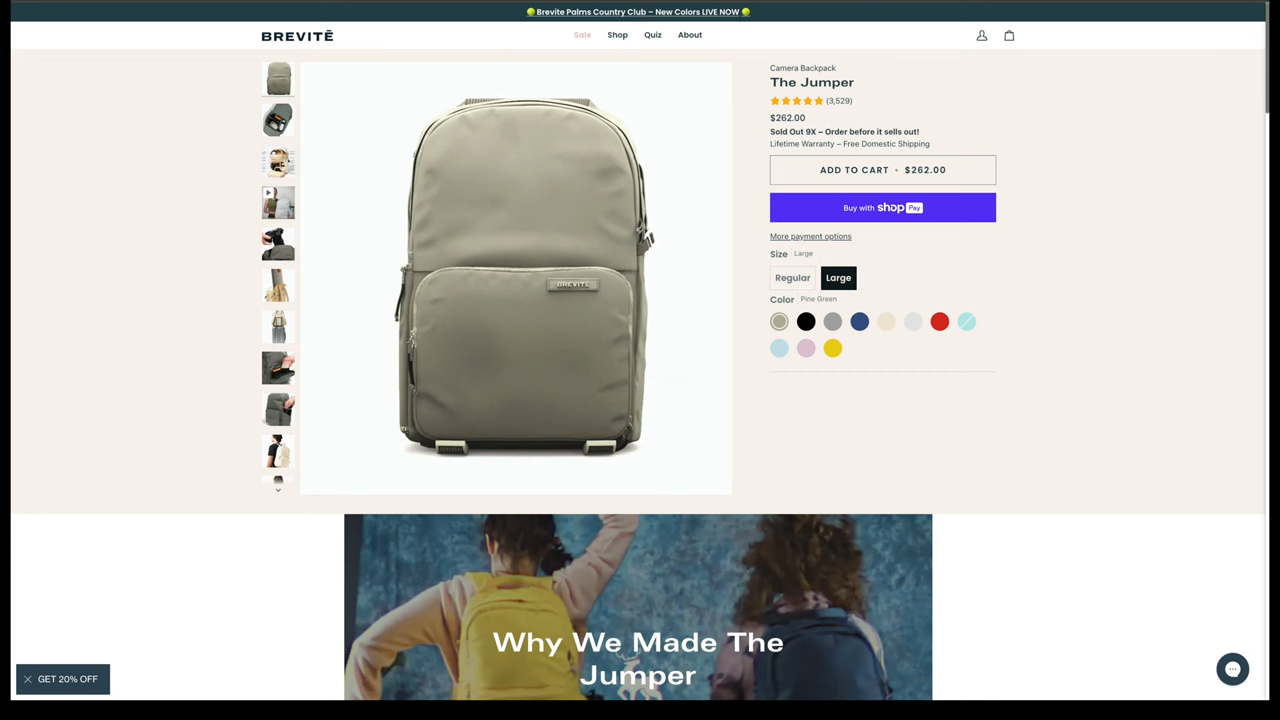 Brevite Palms Country Club – New Colors LIVE NOW
BREVITĒ
Sale
Shop
Quiz
About
Camera Backpack
The Jumper
(3,529)
$262.00
Sold Out 9X – Order before it sells out!
Lifetime Warranty – Free Domestic Shipping
ADD TO CART • $262.00
Buy with shop Pay
More payment options
Size Large
Regular
Large
Color Pine Green
BREVITĒ
Why We Made The
Jumper
GET 20% OFF